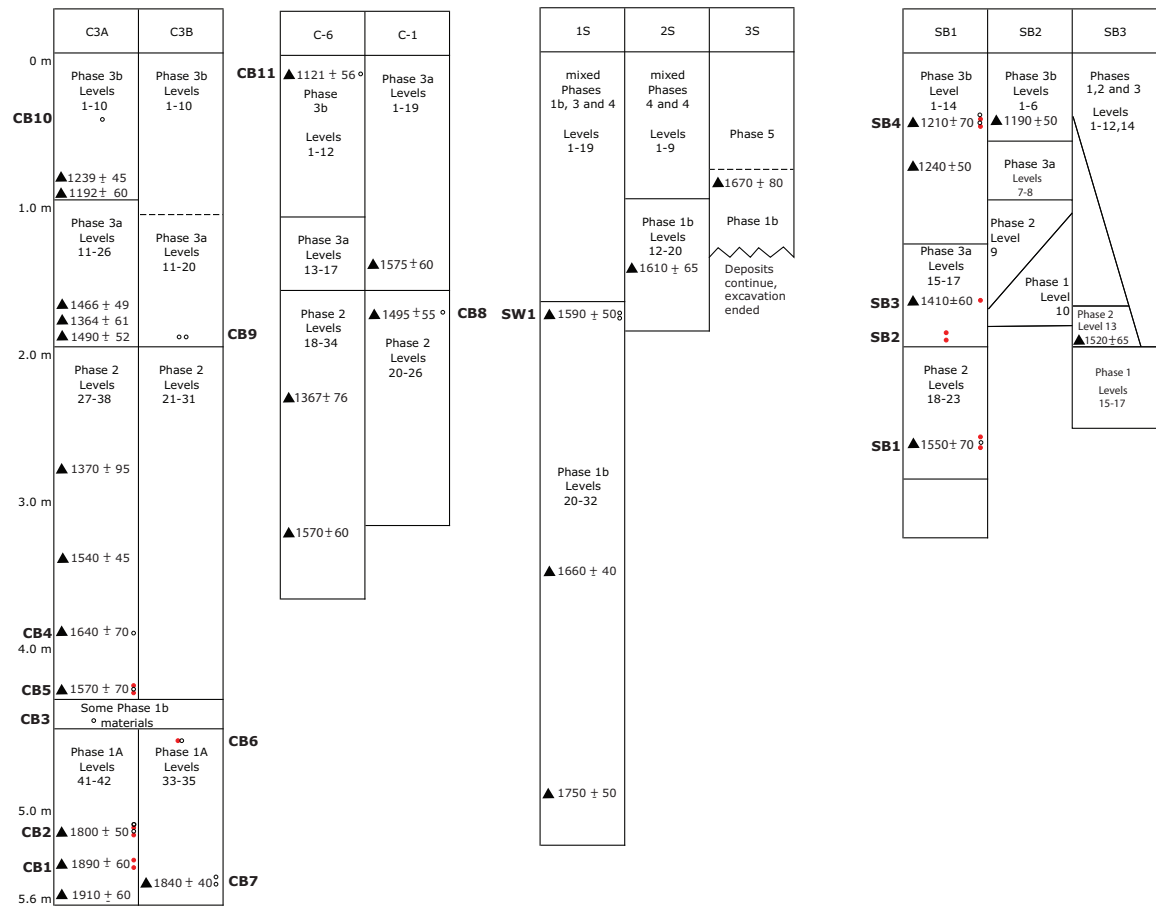 C3A
C3B
0 m
Phase 3b
Levels
1-10
Phase 3b
Levels
1-10
CB10
▲1239 ± 45
▲1192 ± 60
1.0 m
Phase 3a
Levels
11-26
Phase 3a
Levels
11-20
▲1466 ± 49
▲1364 ± 61
▲1490 ± 52
CB9
2.0 m
Phase 2
Levels
27-38
Phase 2
Levels
21-31
▲1370 ± 95
3.0 m
▲1540 ± 45
CB4
▲1640 ± 70
4.0 m
CB5
▲1570 ± 70
Some Phase 1b
materials
CB3
CB6
Phase 1A
Levels
41-42
Phase 1A
Levels
33-35
5.0 m
CB2
▲1800 ± 50
CB1
▲1890 ± 60
▲1840 ± 40
CB7
5.6 m
▲1910 ± 60
C-6
C-1
CB11
▲1121 ± 56
Phase
3b
Levels
1-12
Phase 3a
Levels
1-19
Phase 3a
Levels
13-17
▲1575±60
Phase 2
Levels
18-34
▲1495±55
CB8
Phase 2
Levels
20-26
▲1367±76
▲1570±60
1S
2S
3S
mixed
Phases
1b, 3 and 4
Levels
1-19
mixed
Phases
4 and 4
Levels
1-9
Phase 5
▲1670 ± 80
Phase 1b
Phase 1b
Levels
12-20
▲1610 ± 65
Deposits
continue,
excavation
ended
SW1
▲1590 ± 50
Phase 1b
Levels
20-32
▲1660 ± 40
▲1750 ± 50
SB1
SB2
SB3
Phase 3b
Level
1-14
Phase 3b
Levels
1-6
Phases
1,2 and 3
Levels
1-12,14
SB4
▲1210±70
▲1190±50
▲1240±50
Phase 3a
Levels
7-8
Phase 2
Level
9
Phase 3a
Levels
15-17
Phase 1
Level
10
SB3
▲1410±60
Phase 2
Level 13
▲1520±65
SB2
Phase 2
Levels
18-23
Phase 1
Levels
15-17
SB1
▲1550±70